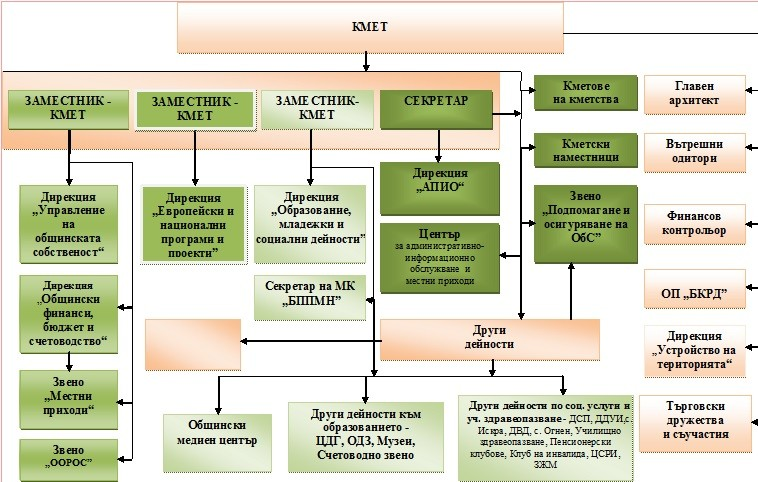 КМЕТ
ЗАМЕСТНИК -
КМЕТ
ЗАМЕСТНИК -
КМЕТ
ЗАМЕСТНИК-
КМЕТ
СЕКРЕТАР
Кметове
на кметства
Главен
архитект
Кметски
наместници
Вътрешни
одитори
Дирекция
„Управление
на
общинската
собственост“
Дирекция
„Европейски и
национални
програми и
проекти”
Дирекция
„Образование,
младежки и
социални дейности”
Дирекция
„АПИО“
Звено
„Подпомагане и
осигуряване на
ОбС”
Финансов
контрольор
Център
за административно-
информационно
обслужване и
местни приходи
Дирекция
„Общински
финанси,
бюджет и
счетоводство“
Секретар на МК
„БППМН”
ОП „БКРД”
Други
дейности
Дирекция
„Устройство на
територията“
Звено
„Местни
приходи“
Общински
медиен център
Други дейности към
образованието -
ЦДГ, ОДЗ, Музеи,
Счетоводно звено
Други дейности по соц. услуги и
уч. здравеопазване - ДСП, ДДУИ,с.
Искра, ДВД, с. Огнен, Училищно
здравеопазване, Пенсионерски
клубове, Клуб на инвалида, ЦСРИ,
ЗЖМ
Търговски
дружества
и съучастия
Звено
„ООРОС”